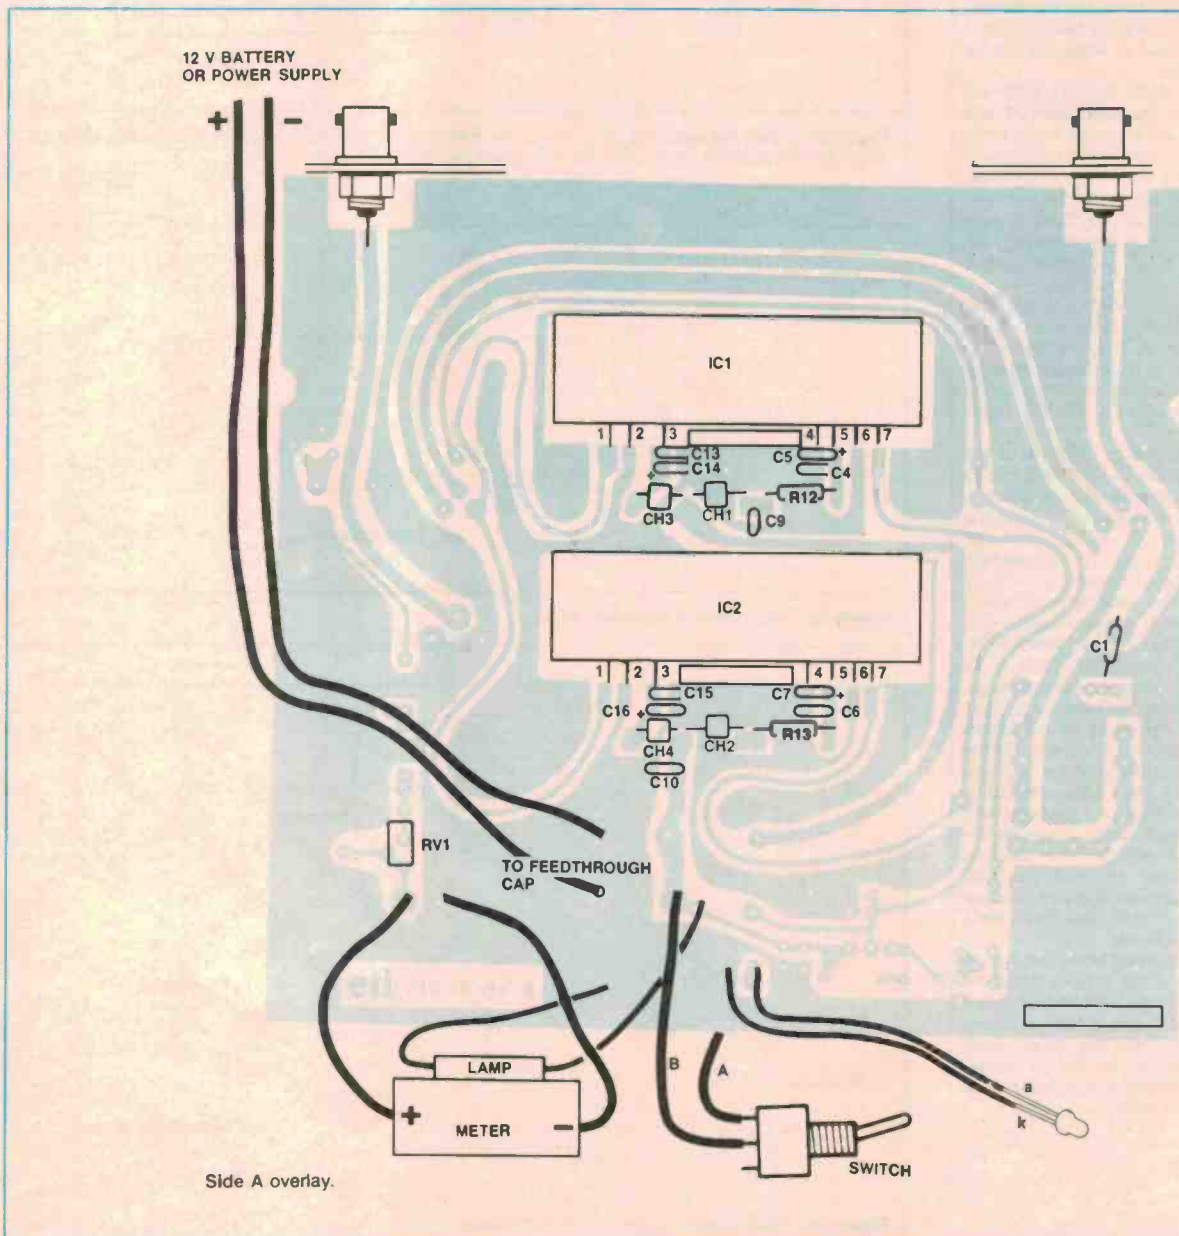 12 V BATTERY
OR POWER SUPPLY
+ −
IC1
1 2 3 4 5 6 7
C13 C5 +
+ C14 C4
CH3 CH1 R12
C9
IC2
C1
1 2 3 4 5 6 7
C15 C7 +
C16 + C6
CH4 CH2 R13
C10
RV1
TO FEEDTHROUGH
CAP
LAMP
B A
a
k
+ METER −
SWITCH
Side A overlay.